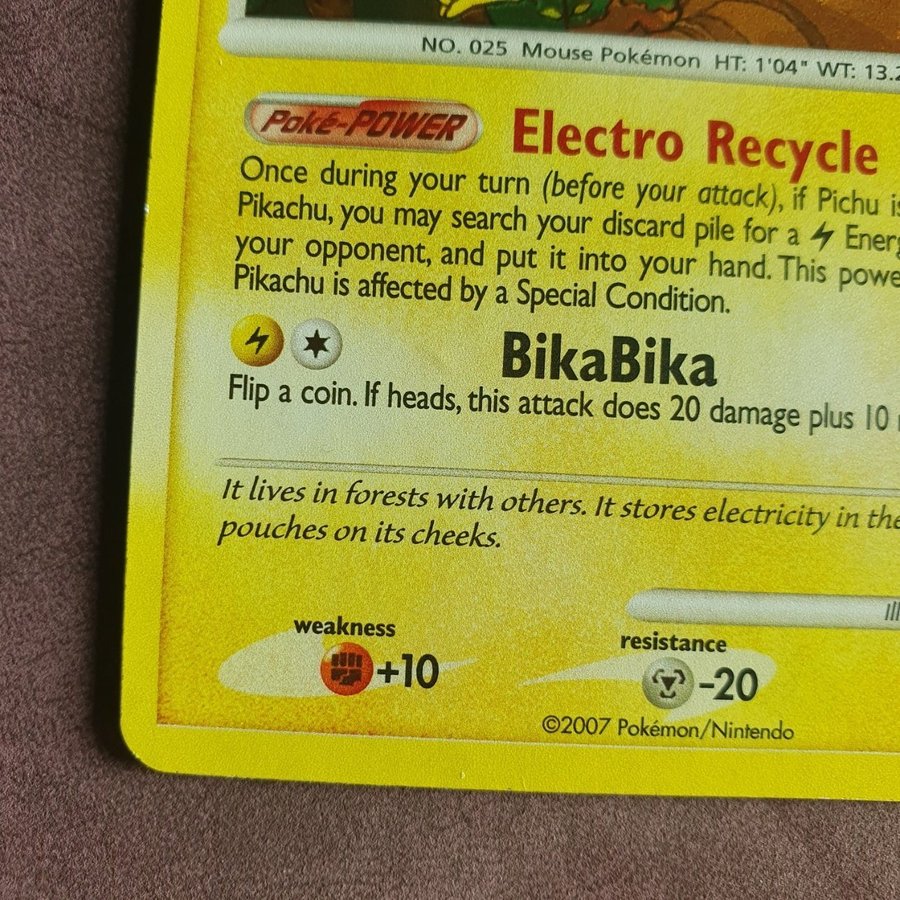 NO. 025 Mouse Pokémon HT: 1'04" WT: 13.2
Poké-POWER Electro Recycle
Once during your turn (before your attack), if Pichu is
Pikachu, you may search your discard pile for a Energ
your opponent, and put it into your hand. This powe
Pikachu is affected by a Special Condition.
BikaBika
Flip a coin. If heads, this attack does 20 damage plus 10
It lives in forests with others. It stores electricity in the
pouches on its cheeks.
Ill
weakness
resistance
+10
-20
©2007 Pokémon/Nintendo